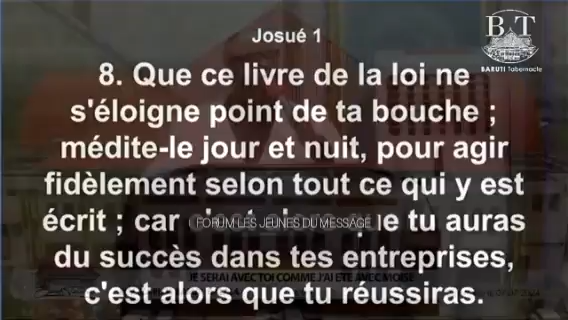 Josué 1
B T
BARUTI Tabernacle
8. Que ce livre de la loi ne
s'éloigne point de ta bouche ;
médite-le jour et nuit, pour agir
fidèlement selon tout ce qui y est
écrit ; car
FORUM LES JEUNES DU MESSAGE
le tu auras
du succès dans tes entreprises,
JE SERAI AVEC TOI COMME J'AI ETE AVEC MOISE
c'est alors que tu réussiras.